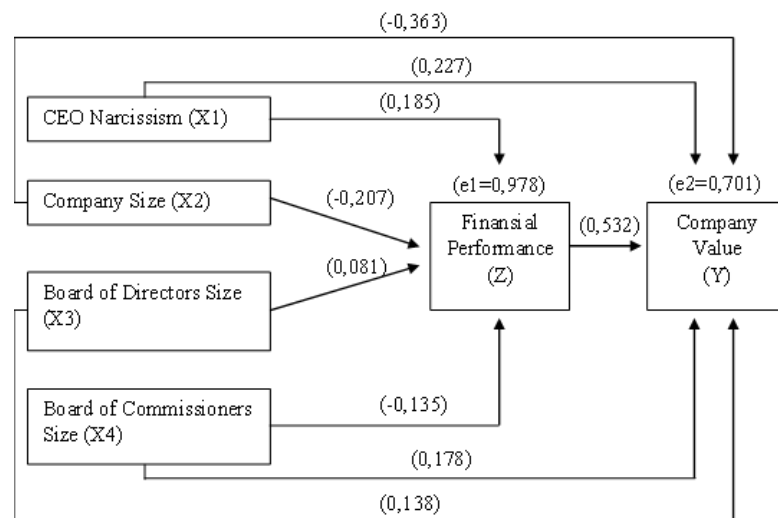 (-0,363)
(0,227)
CEO Narcissism (X1)
(0,185)
Company Size (X2)
(-0,207)
(e1=0,978)
(e2=0,701)
Finansial
Performance
(Z)
(0,532)
Company
Value
(Y)
(0,081)
Board of Directors Size
(X3)
Board of Commissioners
Size (X4)
(-0,135)
(0,178)
(0,138)